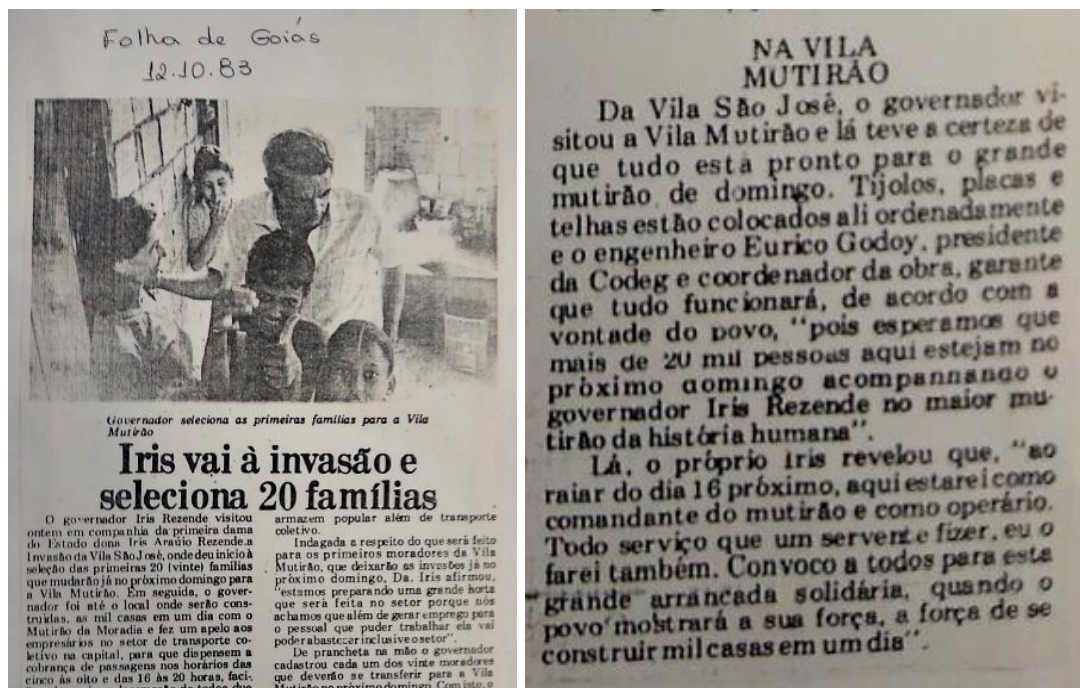 Folha de Goiás
12.10.83
Governador seleciona as primeiras famílias para a Vila
Mutirão
Iris vai à invasão e
seleciona 20 famílias
O governador Iris Rezende visitou
ontem em companhia da primeira dama
do Estado dona Iris Araújo Rezende,a
Invasão da Vila São José, onde deu início à
seleção das primeiras 20 (vinte) famílias
que mudarão já no próximo domingo para
a Vila Mutirão. Em seguida, o gover-
nador foi até o local onde serão cons-
truídas, as mil casas em um dia com o
Mutirão da Moradia e fez um apelo aos
empresários no setor de transporte co-
letivo na capital, para que dispensem a
cobrança de passagens nos horários das
cinco às oito e das 16 às 20 horas, faci-
armazem popular além de transporte
coletivo.
Indagada a respeito do que será feito
para os primeiros moradores da Vila
Mutirão, que deixarão as invasões já no
próximo domingo, Da. Iris afirmou,
"estamos preparando uma grande horta
que será feita no setor porque nós
achamos que além de gerar emprego para
o pessoal que puder trabalhar ela vai
poder abastecer inclusive o setor".
De prancheta na mão o governador
cadastrou cada um dos vinte moradores
que deverão se transferir para a Vila
Mutirão no próximo domingo. Com isto, o
NA VILA
MUTIRÃO
Da Vila São José, o governador vi-
sitou a Vila Mutirão e lá teve a certeza de
que tudo está pronto para o grande
mutirão de domingo. Tijolos, placas e
telhas estão colocados ali ordenadamente
e o engenheiro Eurico Godoy, presidente
da Codeg e coordenador da obra, garante
que tudo funcionará, de acordo com a
vontade do povo, "pois esperamos que
mais de 20 mil pessoas aqui estejam no
próximo domingo acompanhando o
governador Iris Rezende no maior mu-
tirão da história humana".
Lá, o próprio Iris revelou que, "ao
raiar do dia 16 próximo, aqui estarei como
comandante do mutirão e como operário.
Todo serviço que um servente fizer, eu o
farei também. Convoco a todos para esta
grande arrancada solidária, quando o
povo mostrará a sua força, a força de se
construir mil casas em um dia".